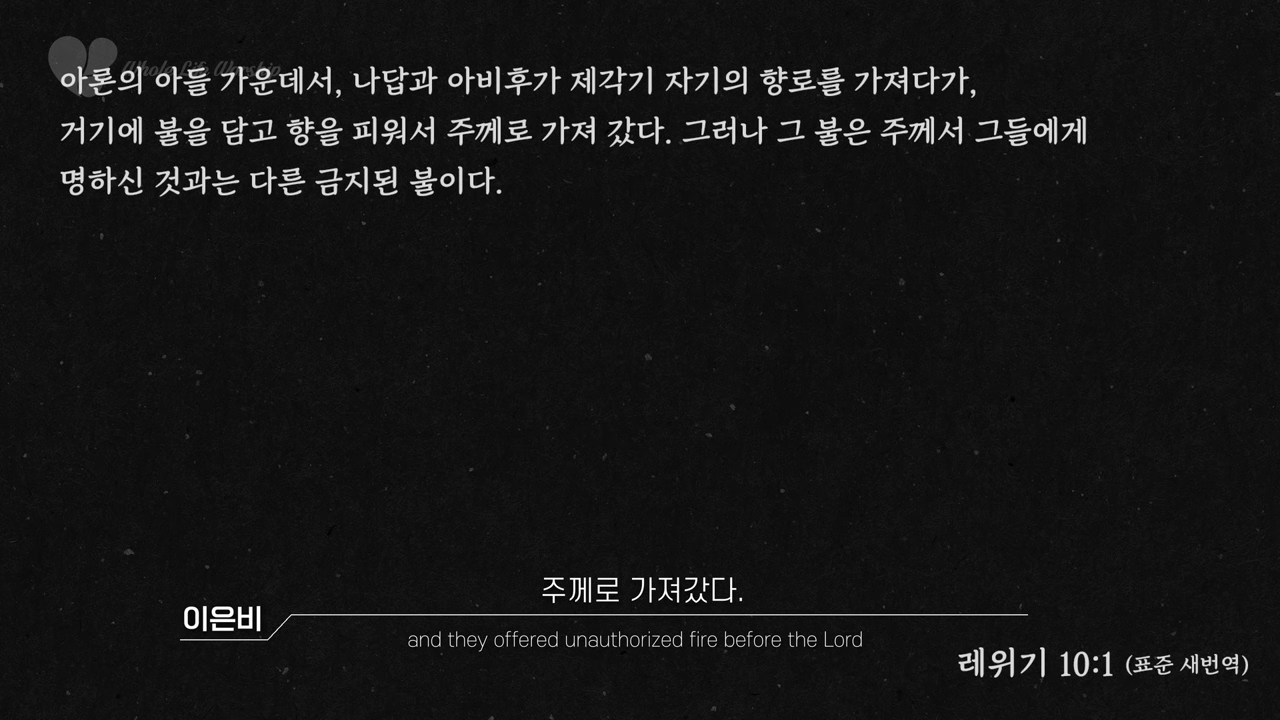 Whole Life Worship
아론의 아들 가운데서, 나답과 아비후가 제각기 자기의 향로를 가져다가,
거기에 불을 담고 향을 피워서 주께로 가져 갔다. 그러나 그 불은 주께서 그들에게
명하신 것과는 다른 금지된 불이다.
주께로 가져갔다.
이은비
and they offered unauthorized fire before the Lord
레위기 10:1 (표준 새번역)